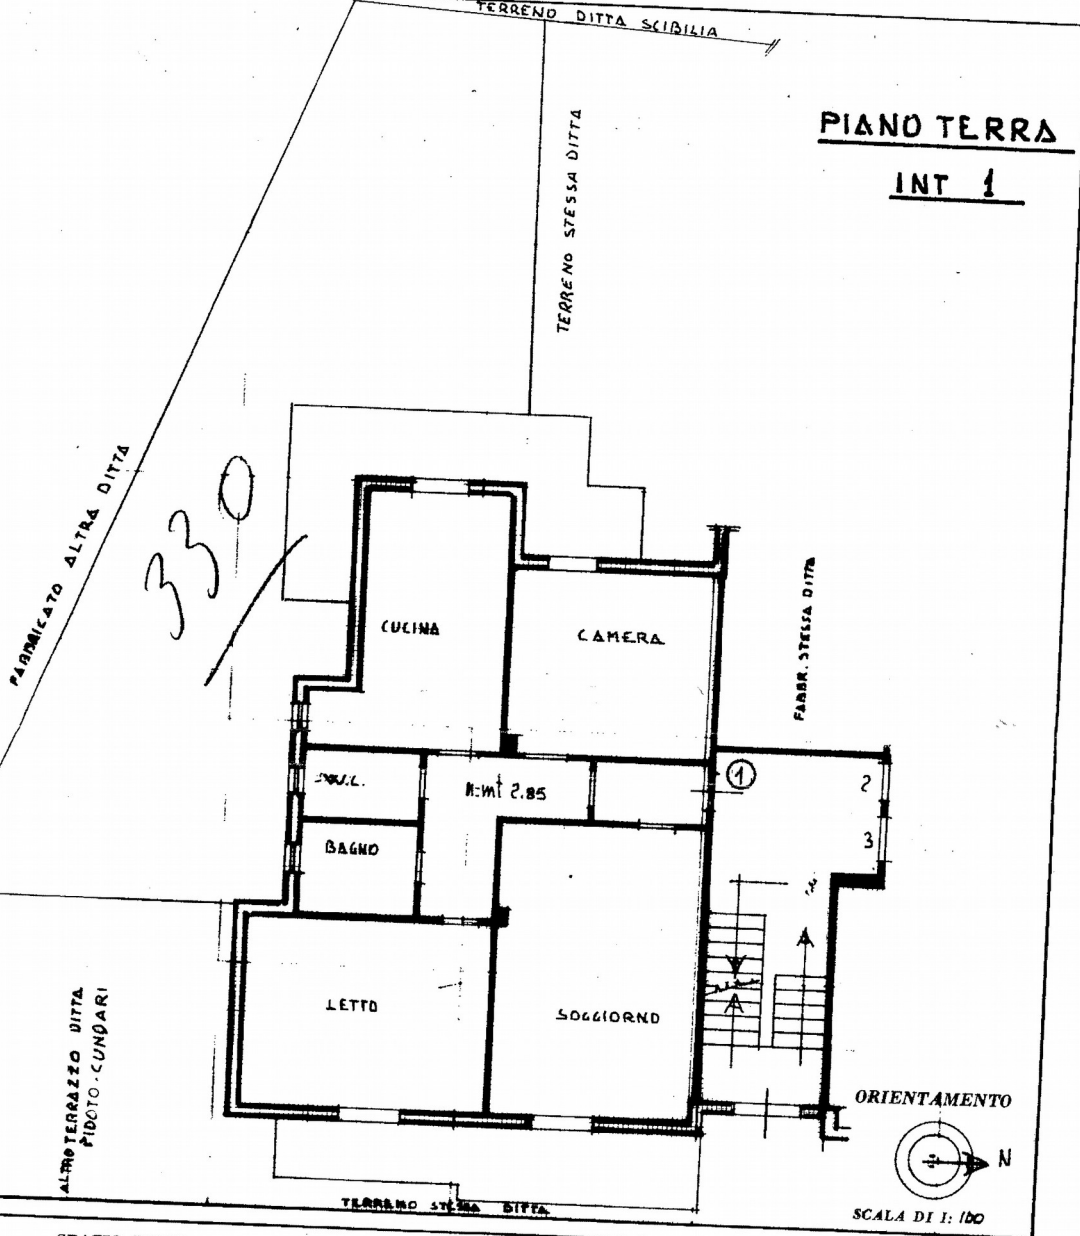 TERRENO DITTA SCIBILIA
PIANO TERRA
INT 1
TERRENO STESSA DITTA
FABBRICATO ALTRA DITTA
330
CUCINA
CAMERA
FABBR. STESSA DITTA
1
2
3
H=mt 2.85
BAGNO
LETTO
SOGGIORNO
ALTRO TERRAZZO DITTA
PIDOTO-CUNDARI
ORIENTAMENTO
N
SCALA DI 1: 100
TERRENO STESSA DITTA